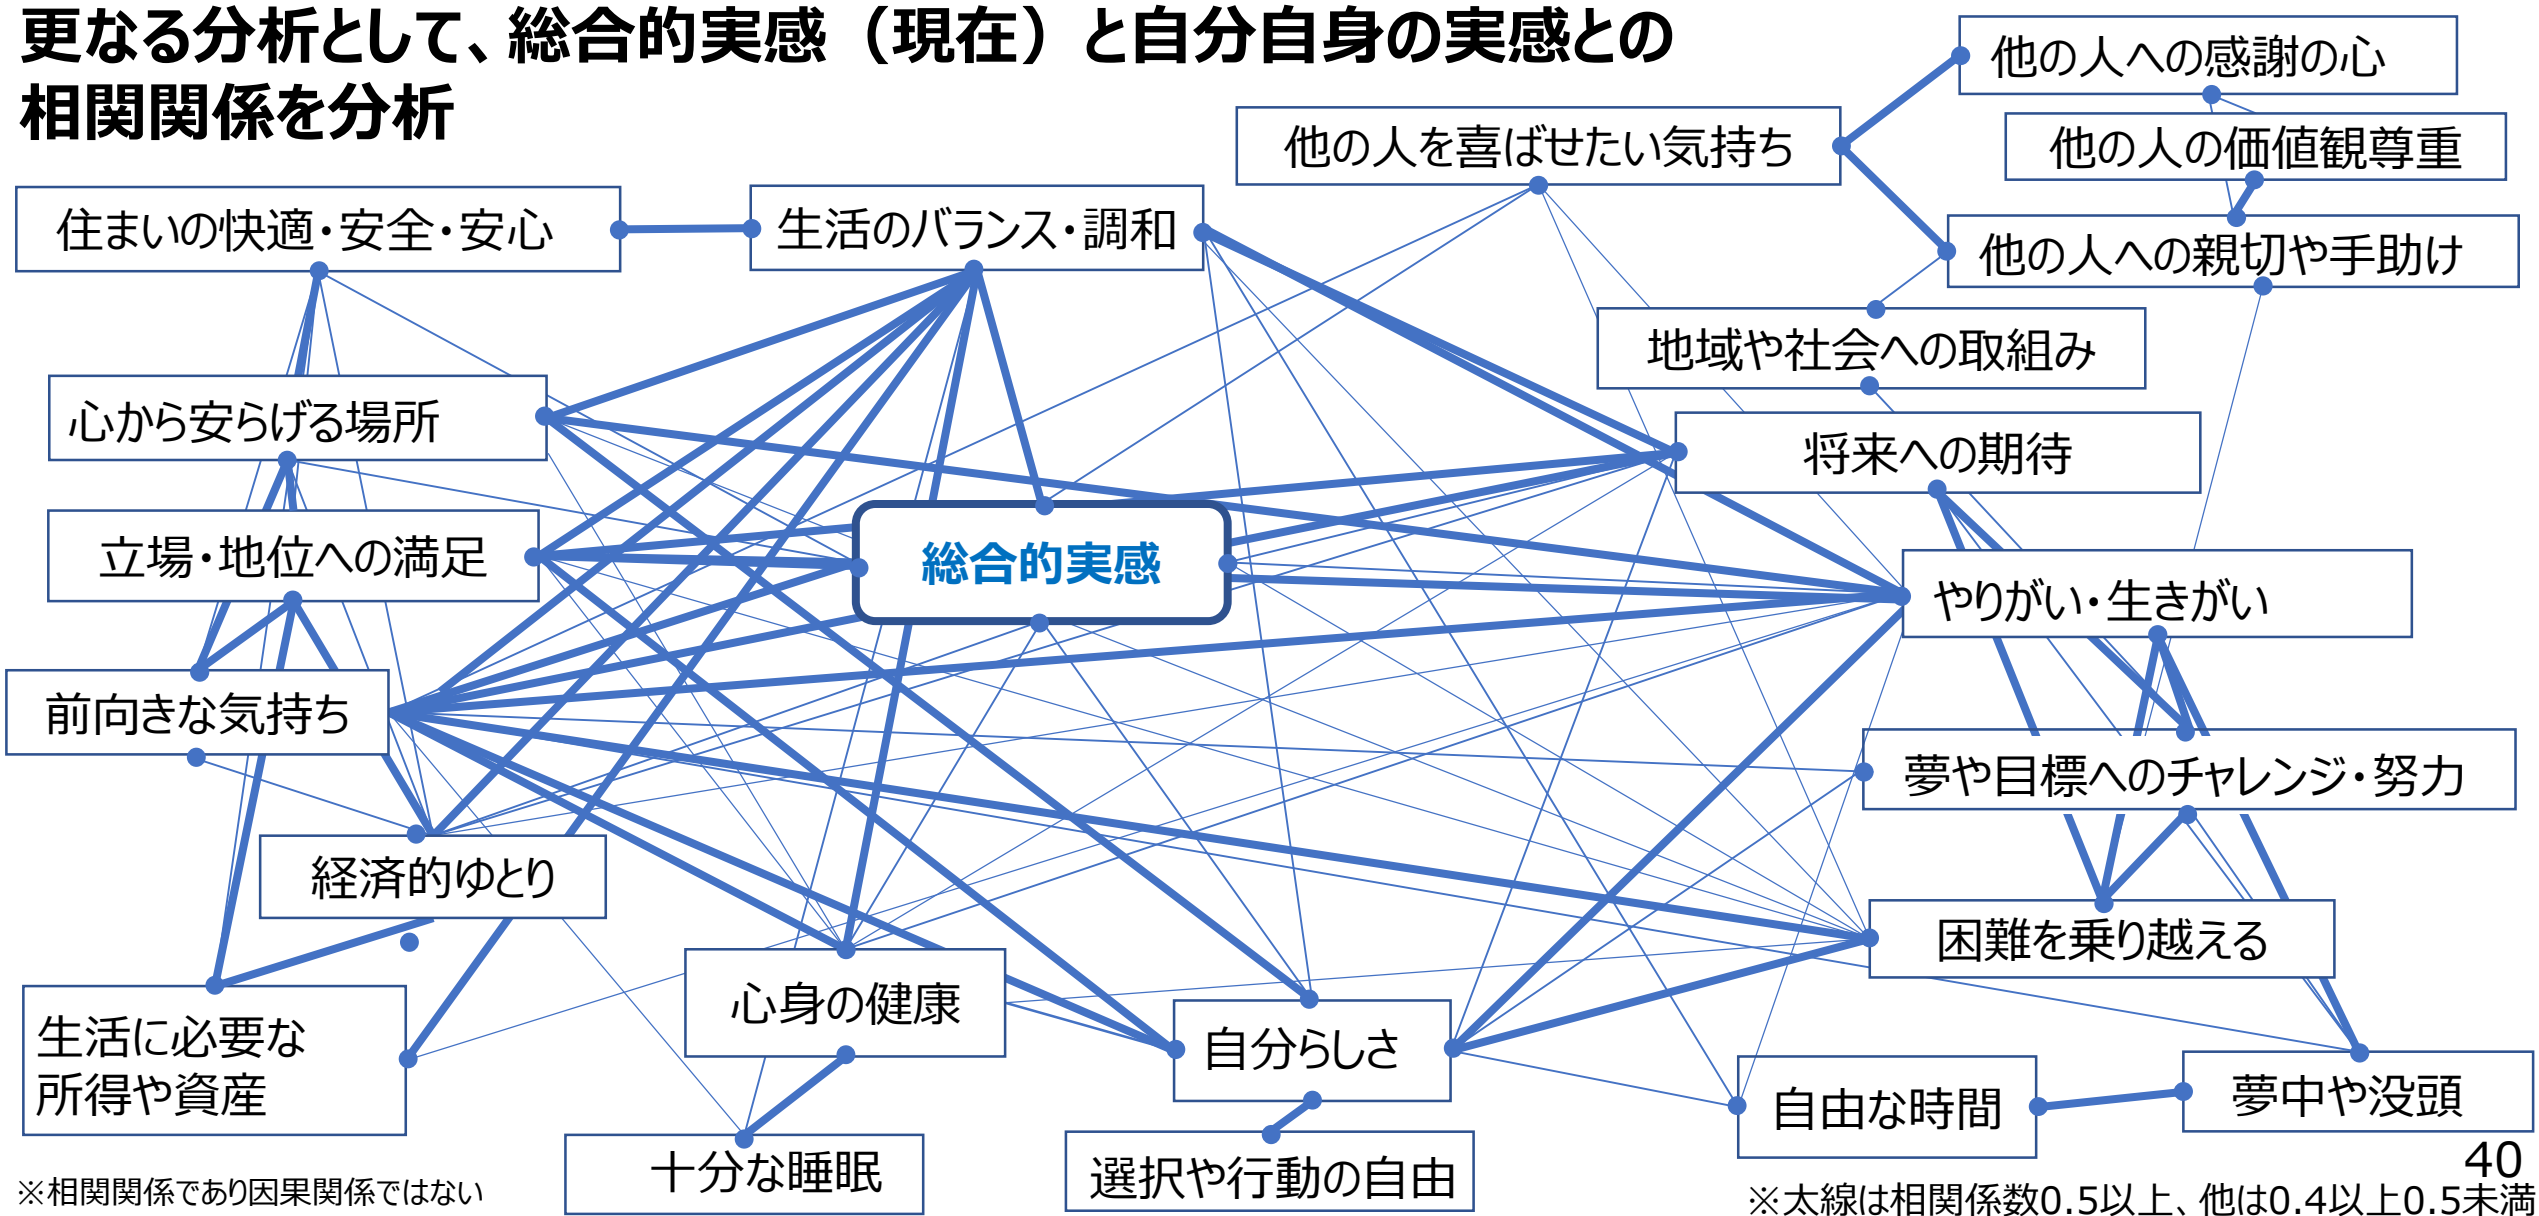 更なる分析として、総合的実感（現在）と自分自身の実感との
相関関係を分析
他の人への感謝の心
他の人を喜ばせたい気持ち
他の人の価値観尊重
住まいの快適・安全・安心
生活のバランス・調和
他の人への親切や手助け
地域や社会への取組み
心から安らげる場所
将来への期待
立場・地位への満足
総合的実感
やりがい・生きがい
前向きな気持ち
夢や目標へのチャレンジ・努力
経済的ゆとり
困難を乗り越える
心身の健康
生活に必要な
所得や資産
自分らしさ
自由な時間
夢中や没頭
十分な睡眠
選択や行動の自由
40
※相関関係であり因果関係ではない
※太線は相関係数0.5以上、他は0.4以上0.5未満